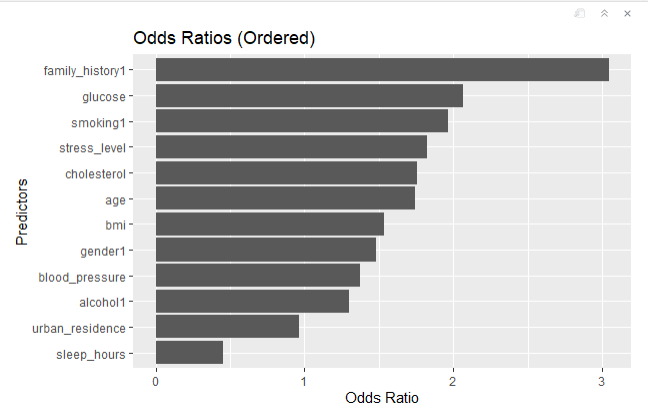 Odds Ratios (Ordered)
family_history1
glucose
smoking1
stress_level
cholesterol
age
bmi
gender1
blood_pressure
alcohol1
urban_residence
sleep_hours
Predictors
0
1
2
3
Odds Ratio